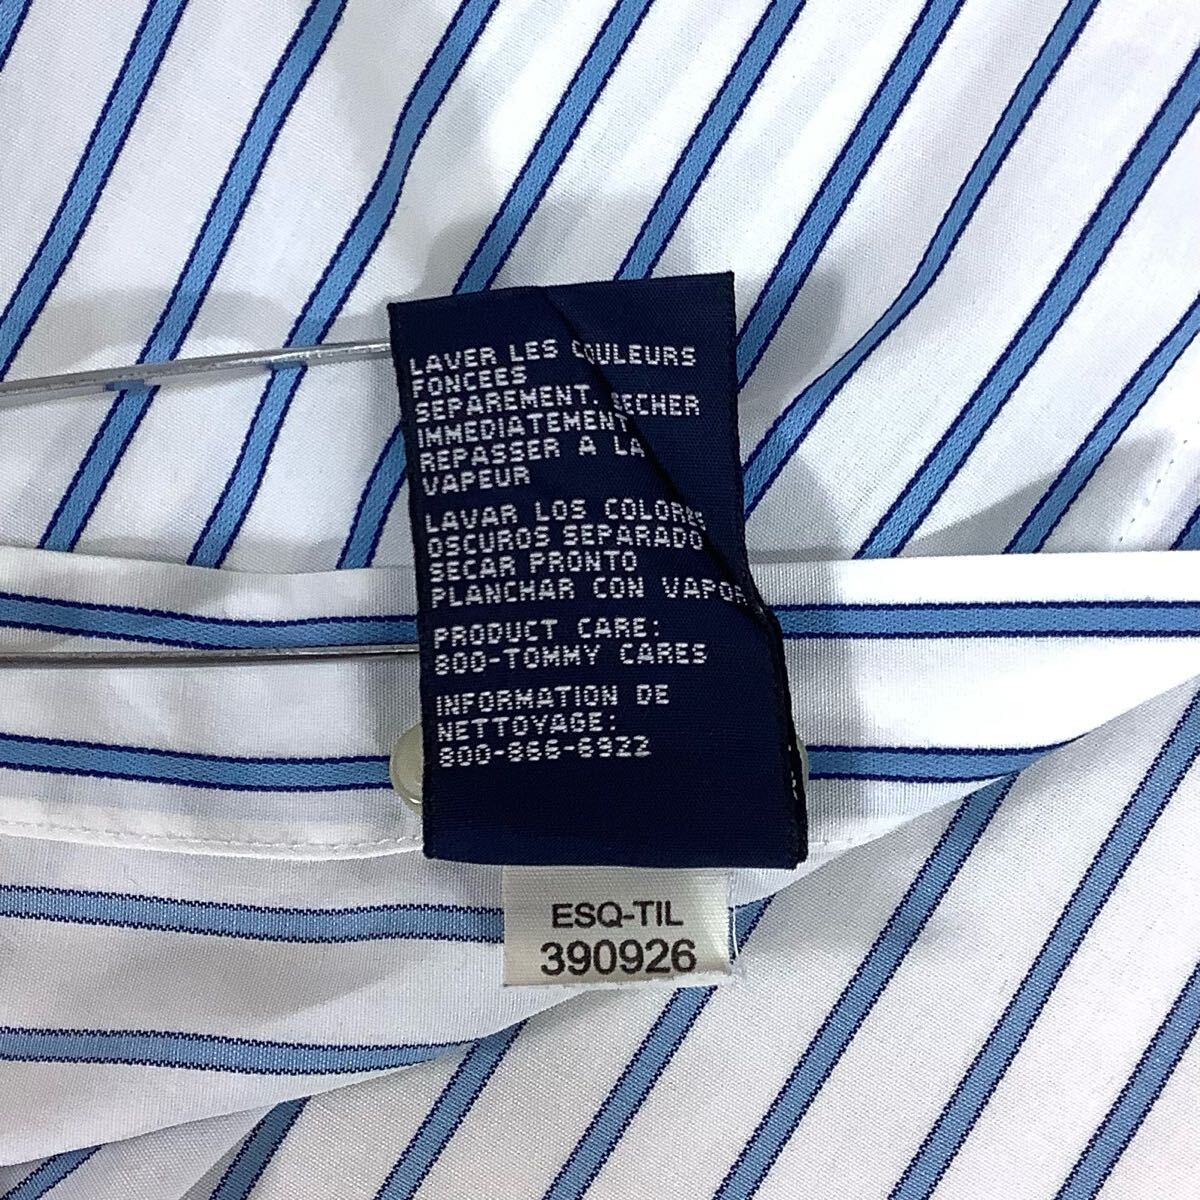 LAVER LES COULEURS
FONCEES
SEPAREMENT. SECHER
IMMEDIATEMENT
REPASSER A LA
VAPEUR
LAVAR LOS COLORES
OSCUROS SEPARADO
SECAR PRONTO
PLANCHAR CON VAPOR
PRODUCT CARE:
800-TOMMY CARES
INFORMATION DE
NETTOYAGE:
800-866-6922
ESQ-TIL
390926